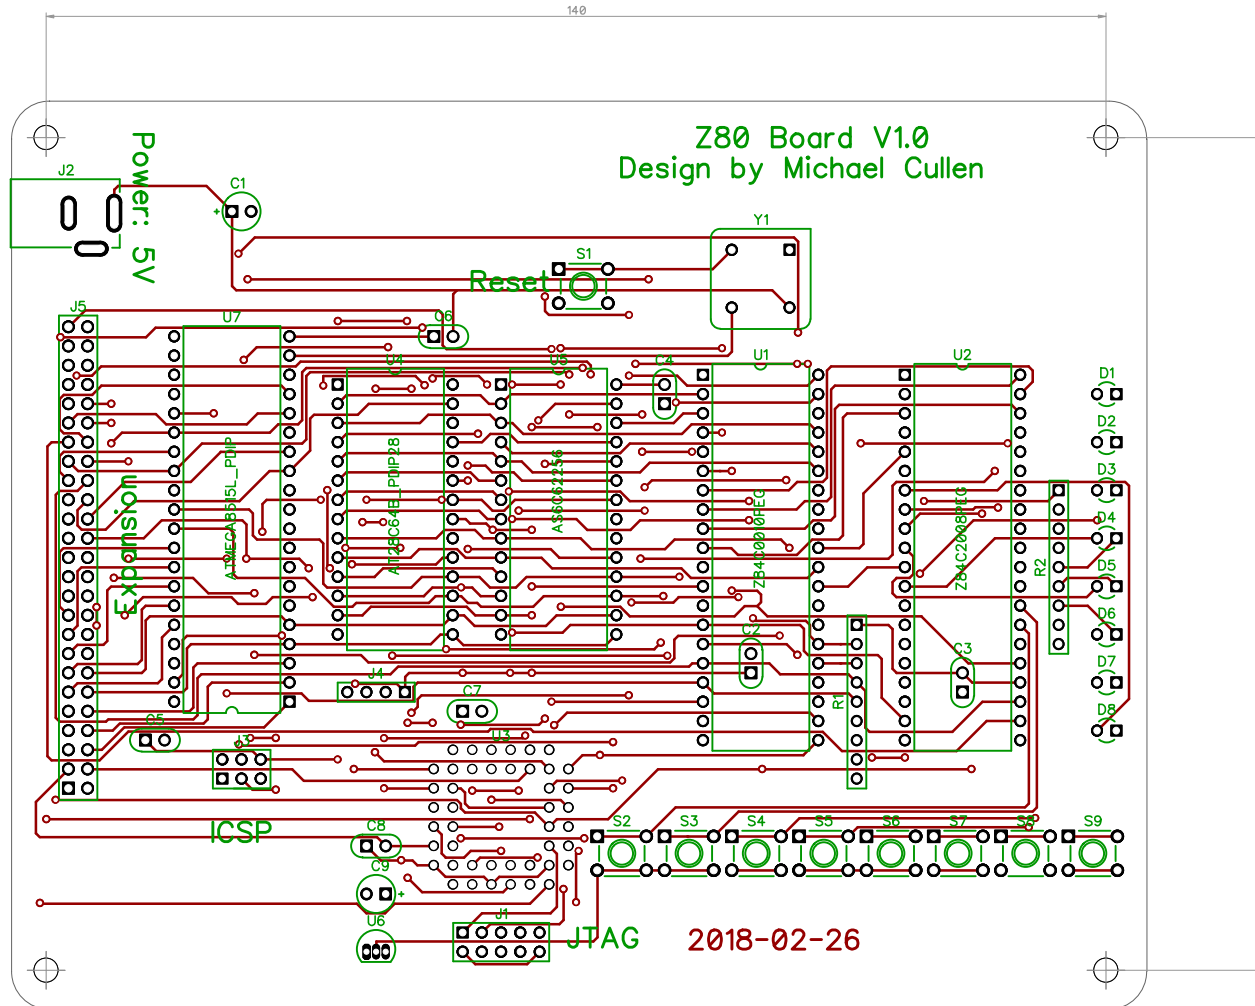 140
Z80 Board V1.0
Design by Michael Cullen
Power: 5V
J2
C1
Y1
S1
Reset
J5
U7
C6
U4
U5
C4
U1
U2
D1
D2
D3
D4
D5
D6
D7
D8
Expansion
ATMEGA8515L_PDIP
AT28C64B_PDIP28
AS6C62256
Z84C0010PEG
Z84C2008PEG
R2
C2
C3
R1
J4
C7
C5
J3
U3
ICSP
C8
C9
U6
J1
JTAG
S2
S3
S4
S5
S6
S7
S8
S9
2018-02-26